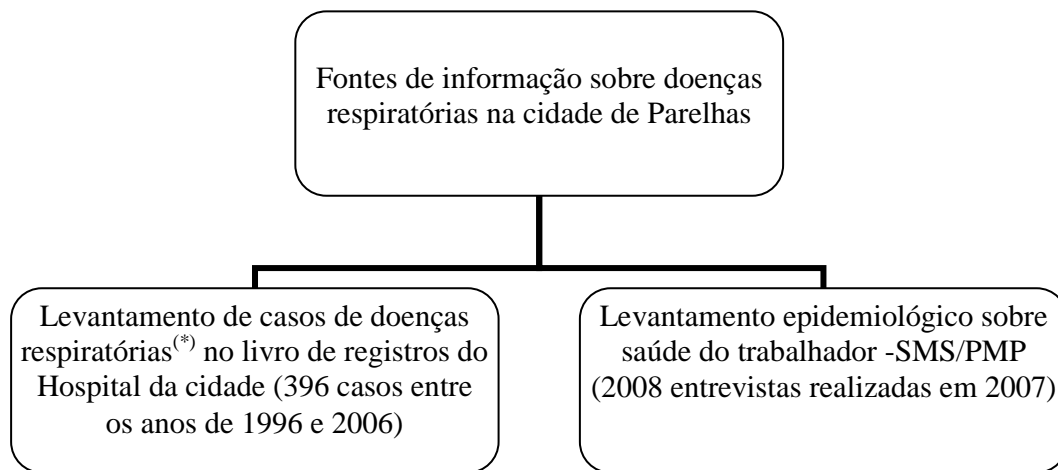 Fontes de informação sobre doenças
respiratórias na cidade de Parelhas
Levantamento de casos de doenças
respiratórias(*) no livro de registros do
Hospital da cidade (396 casos entre
os anos de 1996 e 2006)
Levantamento epidemiológico sobre
saúde do trabalhador -SMS/PMP
(2008 entrevistas realizadas em 2007)